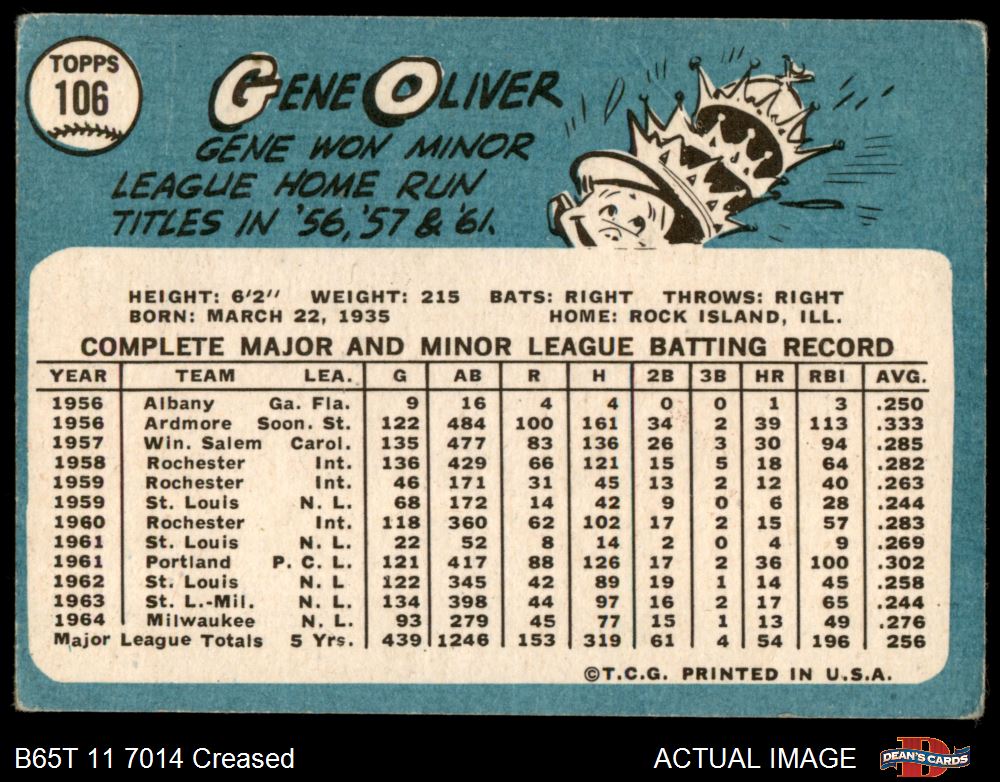 TOPPS
106
GENE OLIVER
GENE WON MINOR
LEAGUE HOME RUN
TITLES IN '56, '57 & '61.
HEIGHT: 6'2" WEIGHT: 215 BATS: RIGHT THROWS: RIGHT
BORN: MARCH 22, 1935 HOME: ROCK ISLAND, ILL.
COMPLETE MAJOR AND MINOR LEAGUE BATTING RECORD
YEAR TEAM LEA. G AB R H 2B 3B HR RBI AVG.
1956 Albany Ga. Fla. 9 16 4 4 0 0 1 3 .250
1956 Ardmore Soon. St. 122 484 100 161 34 2 39 113 .333
1957 Win. Salem Carol. 135 477 83 136 26 3 30 94 .285
1958 Rochester Int. 136 429 66 121 15 5 18 64 .282
1959 Rochester Int. 46 171 31 45 13 2 12 40 .263
1959 St. Louis N. L. 68 172 14 42 9 0 6 28 .244
1960 Rochester Int. 118 360 62 102 17 2 15 57 .283
1961 St. Louis N. L. 22 52 8 14 2 0 4 9 .269
1961 Portland P. C. L. 121 417 88 126 17 2 36 100 .302
1962 St. Louis N. L. 122 345 42 89 19 1 14 45 .258
1963 St. L.-Mil. N. L. 134 398 44 97 16 2 17 65 .244
1964 Milwaukee N. L. 93 279 45 77 15 1 13 49 .276
Major League Totals 5 Yrs. 439 1246 153 319 61 4 54 196 256
©T.C.G. PRINTED IN U.S.A.
B65T 11 7014 Creased ACTUAL IMAGE
DEAN'S CARDS